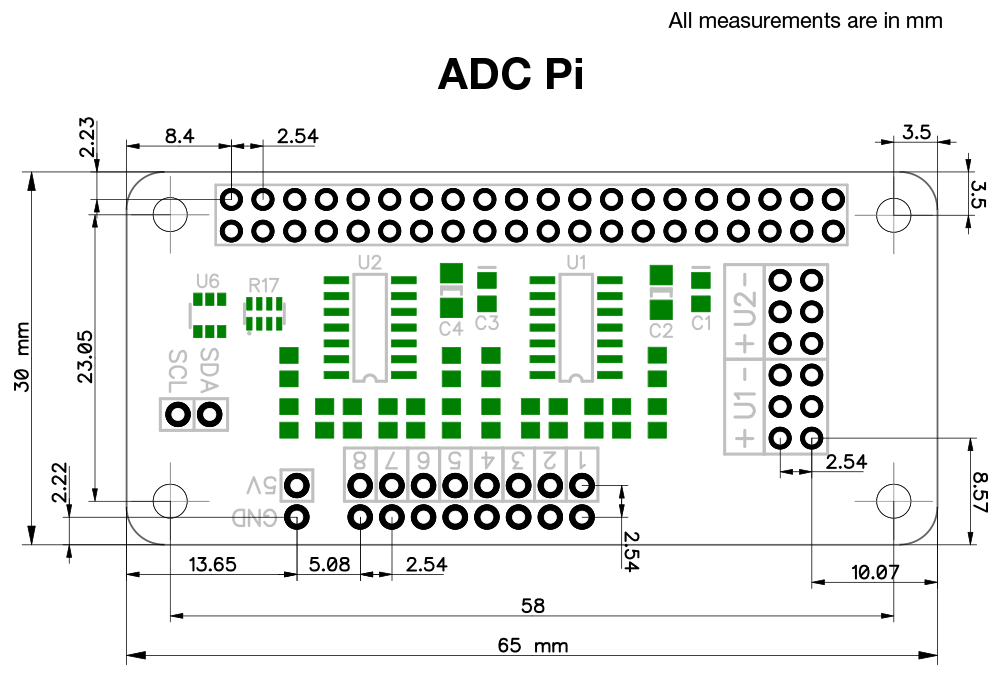 All measurements are in mm
ADC Pi
2.23
8.4
2.54
3.5
3.5
U2
U1
U6
R17
C4
C3
C2
C1
- U2 +
- U1 +
30 mm
23.05
SCL
SDA
8 7 6 5 4 3 2 1
5V
GND
2.22
2.54
8.57
2.54
13.65
5.08
2.54
10.07
58
65 mm